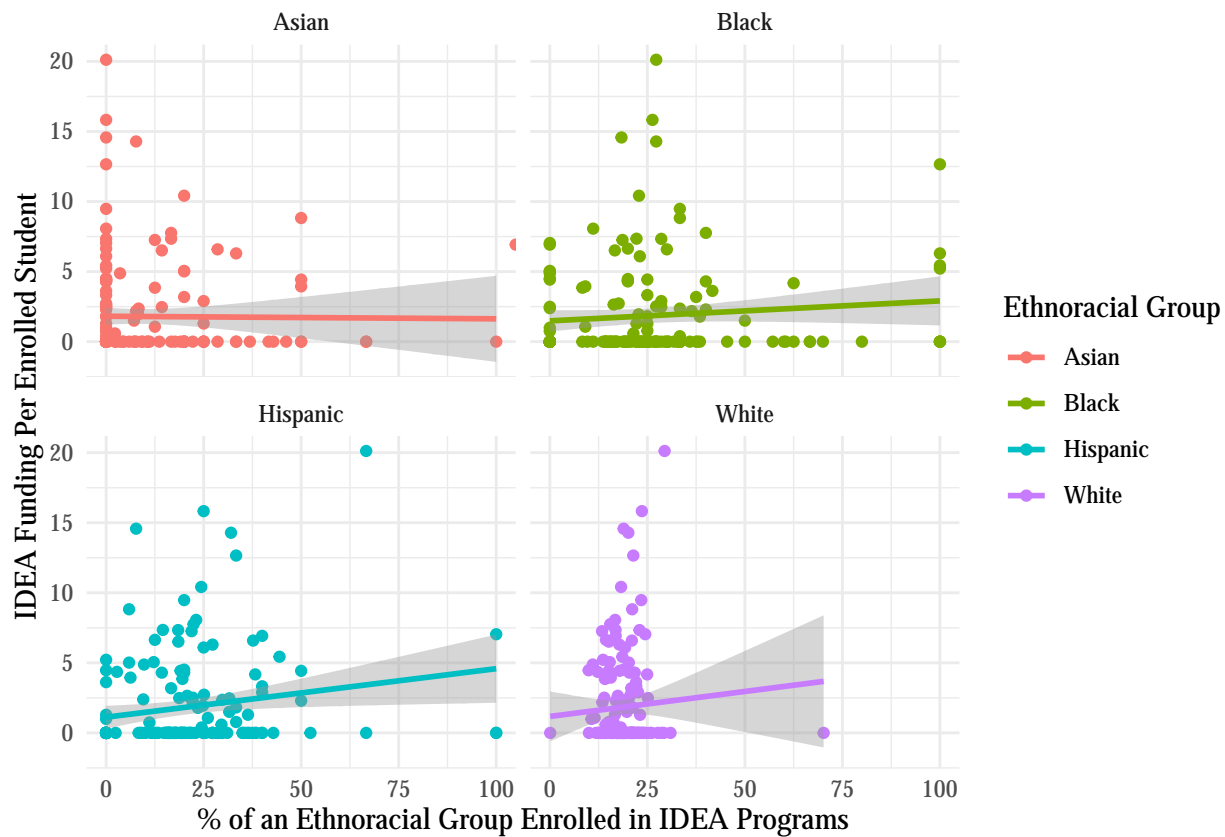 Asian
Black
20
15
10
5
0
Hispanic
White
20
15
10
5
0
0
25
50
75
100
0
25
50
75
100
% of an Ethnoracial Group Enrolled in IDEA Programs
IDEA Funding Per Enrolled Student
Ethnoracial Group
Asian
Black
Hispanic
White